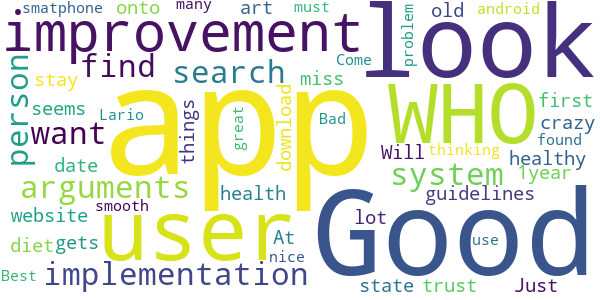 smatphone onto art must old android
many problem Come
improvement look
find search miss
person stay things download
seems Lario great Bad WHO first
want app crazy
date found
Will thinking healthy
arguments health system 1year
website smooth user Good guidelines
diet gets At lot
nice use
Best implementation state trust Just